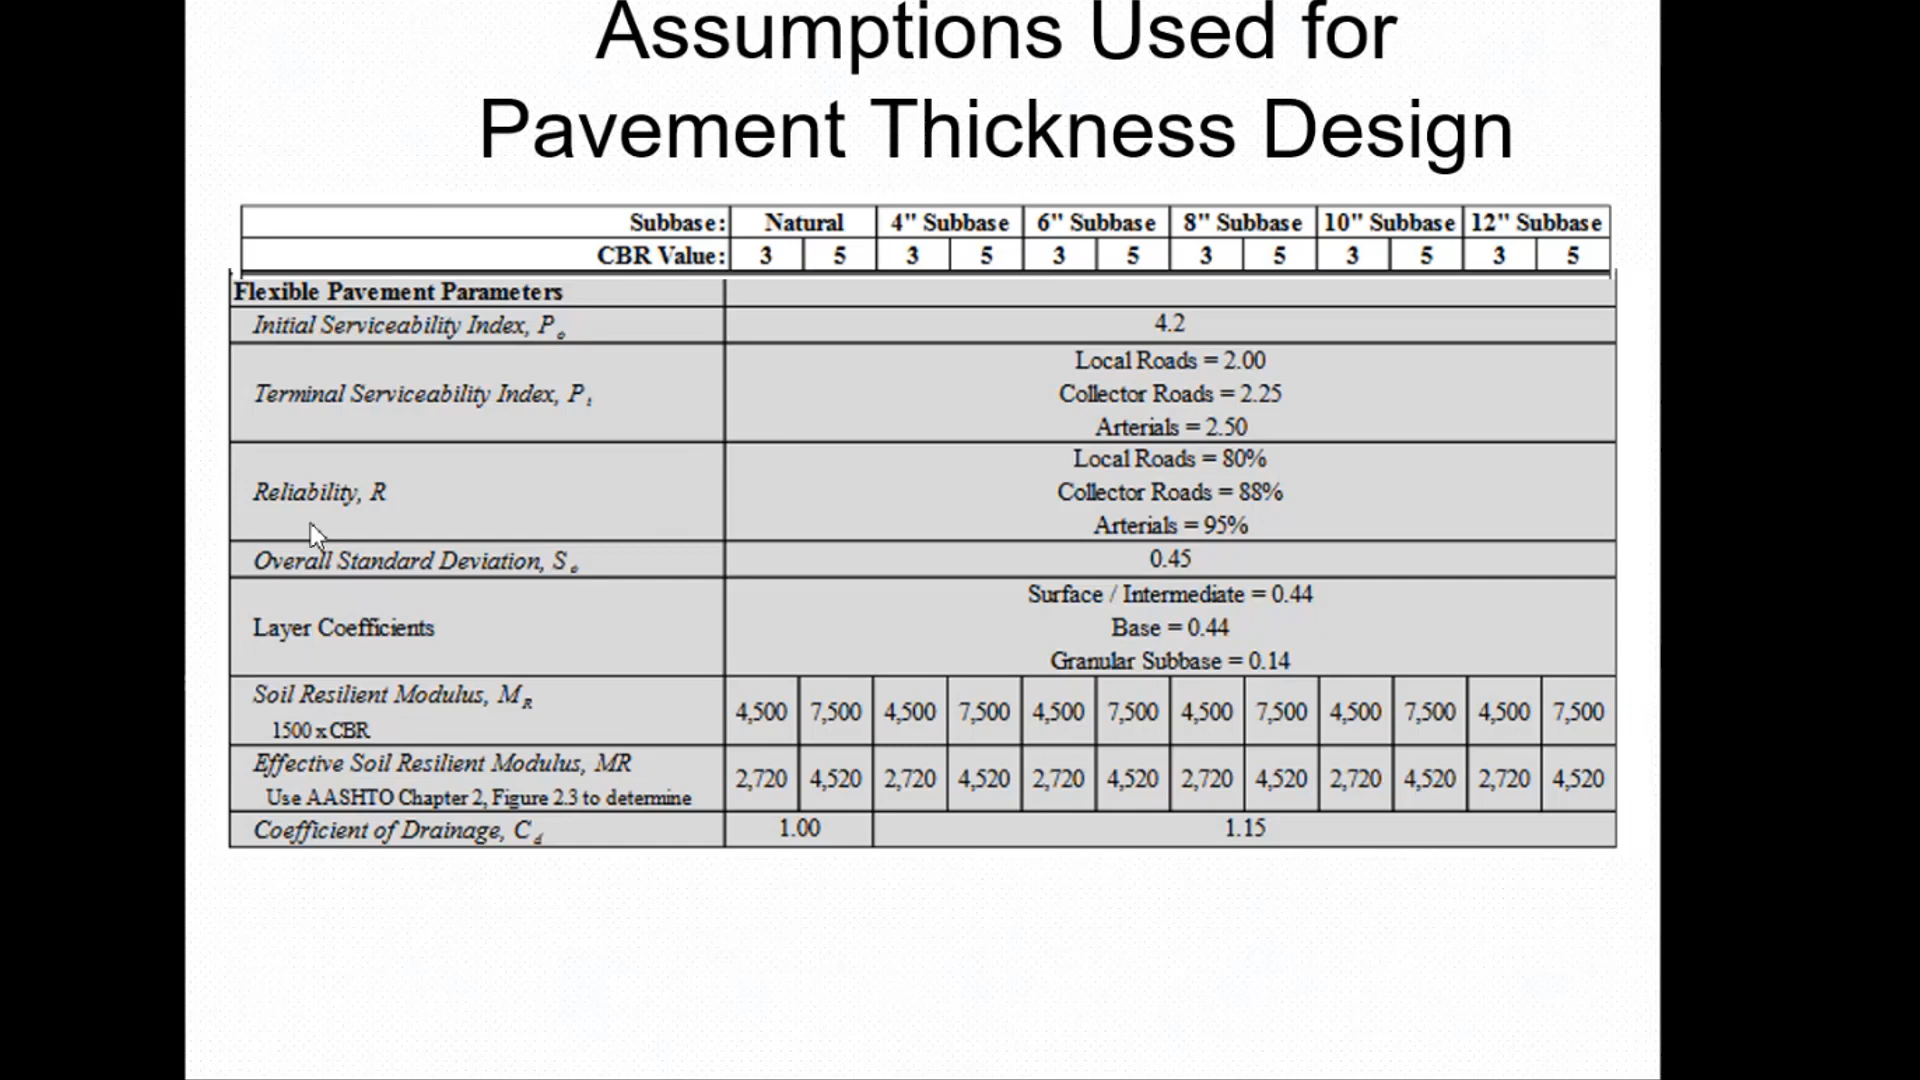 Assumptions Used for
Pavement Thickness Design
Subbase: Natural 4" Subbase 6" Subbase 8" Subbase 10" Subbase 12" Subbase
CBR Value: 3 5 3 5 3 5 3 5 3 5 3 5
Flexible Pavement Parameters
Initial Serviceability Index, Po 4.2
Terminal Serviceability Index, Pt
Local Roads = 2.00
Collector Roads = 2.25
Arterials = 2.50
Reliability, R
Local Roads = 80%
Collector Roads = 88%
Arterials = 95%
Overall Standard Deviation, So 0.45
Layer Coefficients
Surface / Intermediate = 0.44
Base = 0.44
Granular Subbase = 0.14
Soil Resilient Modulus, MR
1500 x CBR
4,500 7,500 4,500 7,500 4,500 7,500 4,500 7,500 4,500 7,500 4,500 7,500
Effective Soil Resilient Modulus, MR
Use AASHTO Chapter 2, Figure 2.3 to determine
2,720 4,520 2,720 4,520 2,720 4,520 2,720 4,520 2,720 4,520 2,720 4,520
Coefficient of Drainage, Cd 1.00 1.15